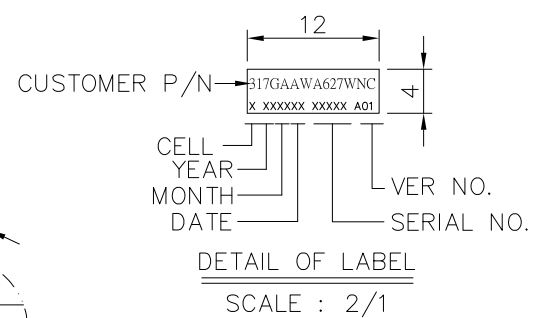 12
CUSTOMER P/N
317GAAWA627WNC
X XXXXXX XXXXX A01
4
CELL
YEAR
MONTH
DATE
VER NO.
SERIAL NO.
DETAIL OF LABEL
SCALE : 2/1